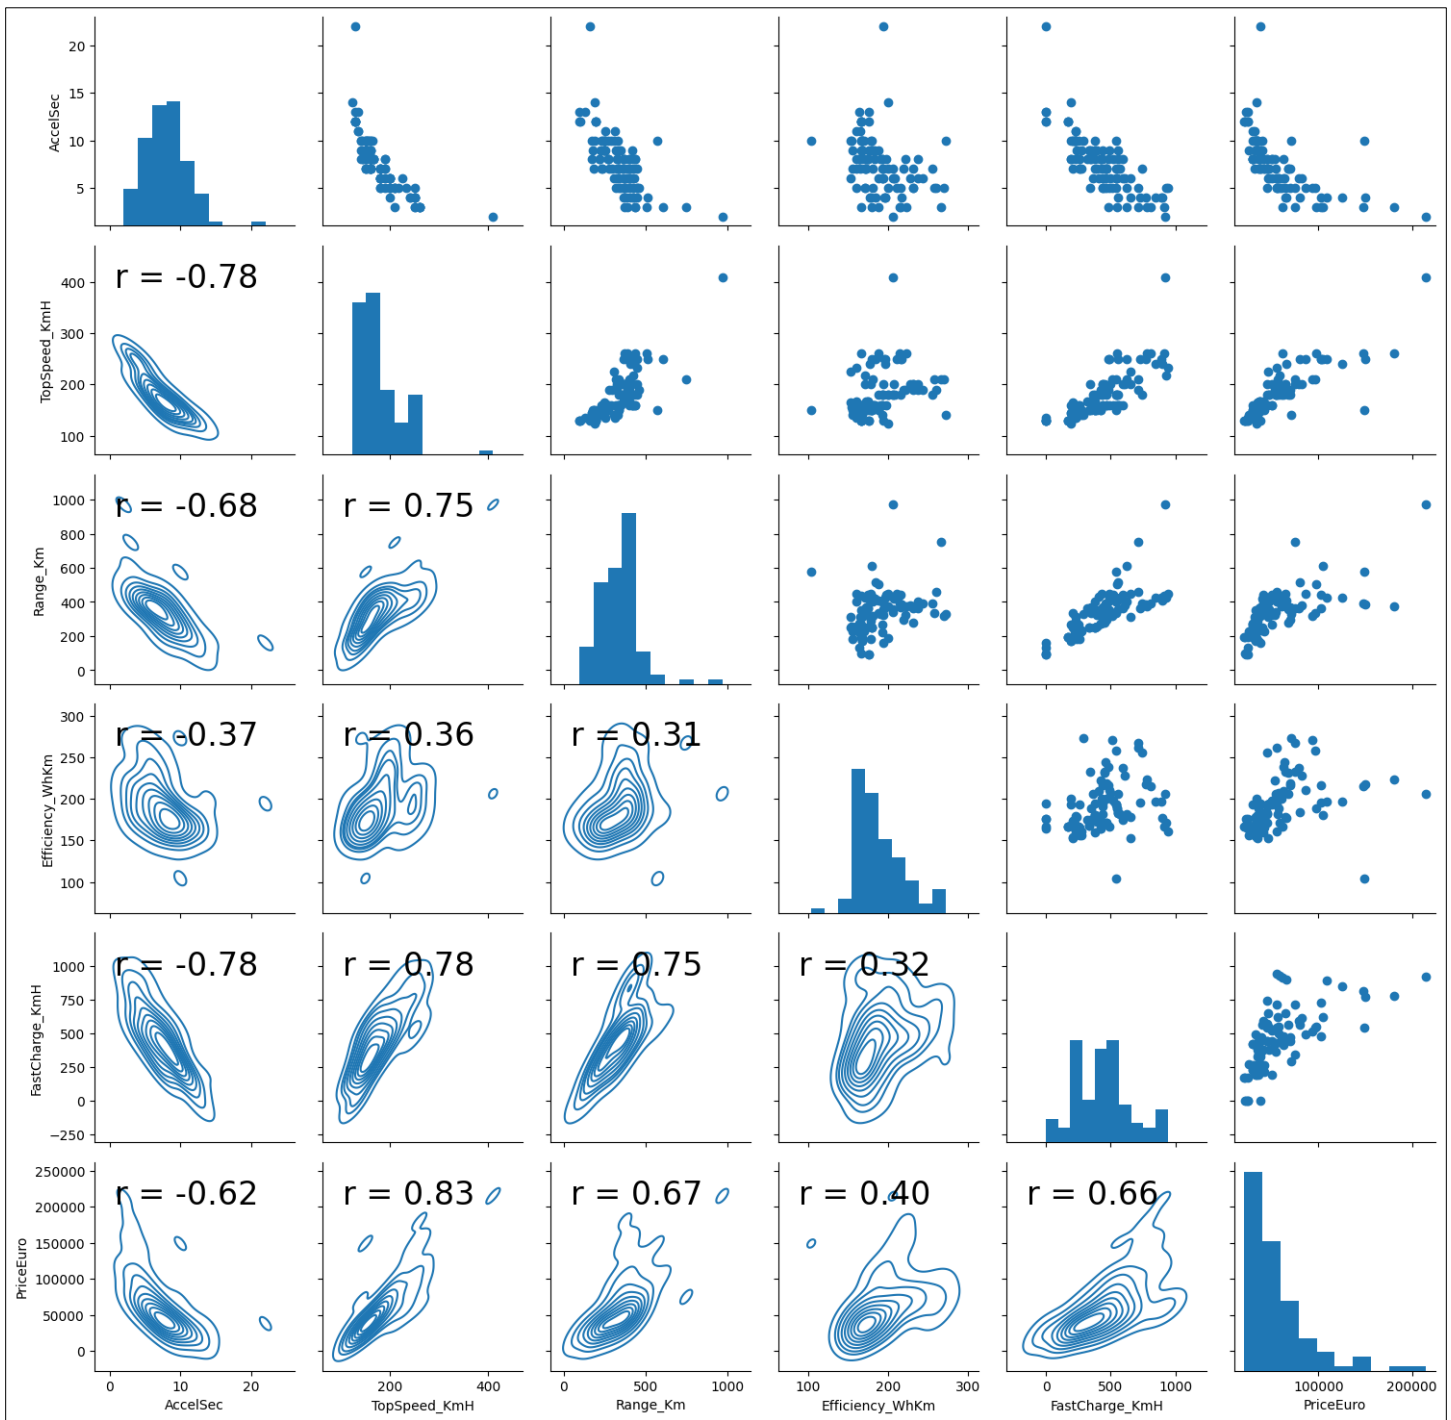 AccelSec
20
15
10
5
TopSpeed_KmH
400
300
200
100
r = -0.78
Range_Km
1000
800
600
400
200
0
r = -0.68
r = 0.75
Efficiency_WhKm
300
250
200
150
100
r = -0.37
r = 0.36
r = 0.31
FastCharge_KmH
1000
750
500
250
0
−250
r = -0.78
r = 0.78
r = 0.75
r = 0.32
PriceEuro
250000
200000
150000
100000
50000
0
r = -0.62
r = 0.83
r = 0.67
r = 0.40
r = 0.66
0 10 20
200 400
0 500 1000
100 200 300
0 500 1000
100000 200000
AccelSec
TopSpeed_KmH
Range_Km
Efficiency_WhKm
FastCharge_KmH
PriceEuro